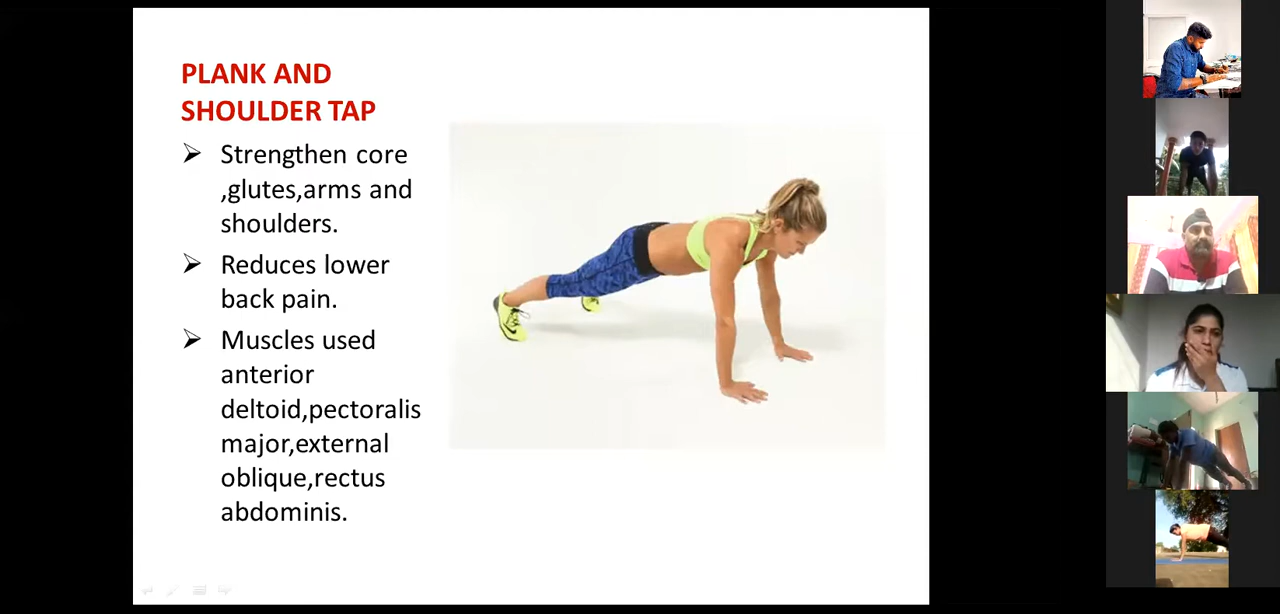 PLANK AND
SHOULDER TAP
Strengthen core
,glutes,arms and
shoulders.
Reduces lower
back pain.
Muscles used
anterior
deltoid,pectoralis
major,external
oblique,rectus
abdominis.